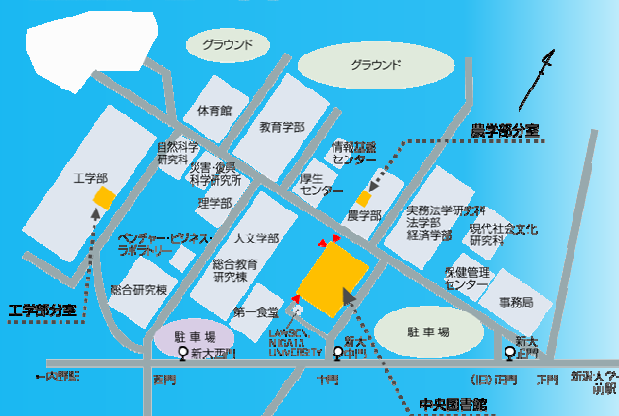 グラウンド
グラウンド
体育館
教育学部
農学部分室
自然科学
研究科
情報基盤
センター
災害・復興
科学研究所
工学部
厚生
センター
理学部
農学部
実務法学研究科
法学部
経済学部
現代社会文化
研究科
人文学部
ベンチャー・ビジネス・
ラボラトリー
総合教育
研究棟
保健管理
センター
総合研究棟
事務局
工学部分室
第一食堂
駐車場
LAWSON
NIIGATA
UNIVERSITY
駐車場
新大西門
新大
中門
新大
正門
←内野駅
西門
中門
(旧)正門
正門
新潟大学
前駅
中央図書館